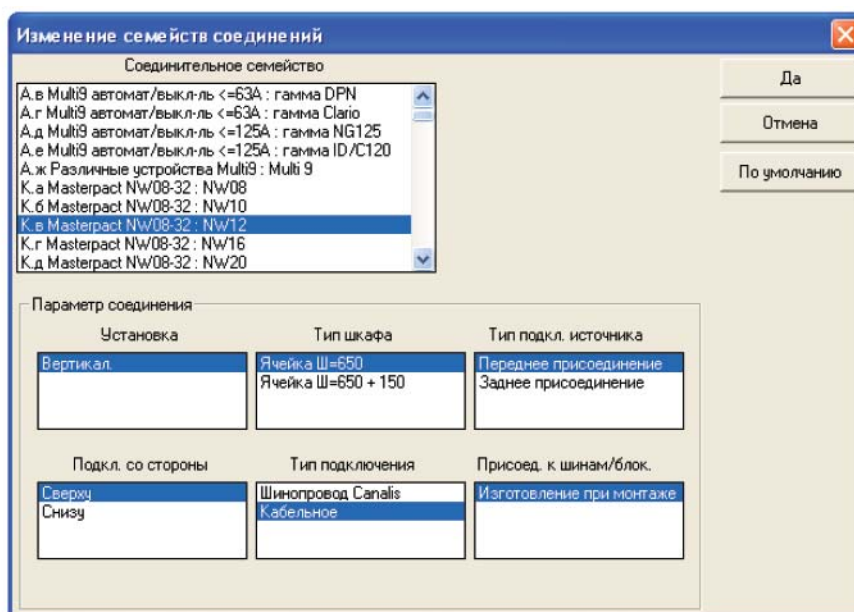 Изменение семейств соединений
Соединительное семейство
А.в Multi9 автомат/выкл-ль <=63А : гамма DPN
А.г Multi9 автомат/выкл-ль <=63А : гамма Clario
А.д Multi9 автомат/выкл-ль <=125А : гамма NG125
А.е Multi9 автомат/выкл-ль <=125А : гамма ID/C120
А.ж Различные устройства Multi9 : Multi 9
К.а Masterpact NW08-32 : NW08
К.б Masterpact NW08-32 : NW10
К.в Masterpact NW08-32 : NW12
К.г Masterpact NW08-32 : NW16
К.д Masterpact NW08-32 : NW20
Да
Отмена
По умолчанию
Параметр соединения
Установка
Вертикал.
Тип шкафа
Ячейка Ш=650
Ячейка Ш=650 + 150
Тип подкл. источника
Переднее присоединение
Заднее присоединение
Подкл. со стороны
Сверху
Снизу
Тип подключения
Шинопровод Canalis
Кабельное
Присоед. к шинам/блок.
Изготовление при монтаже